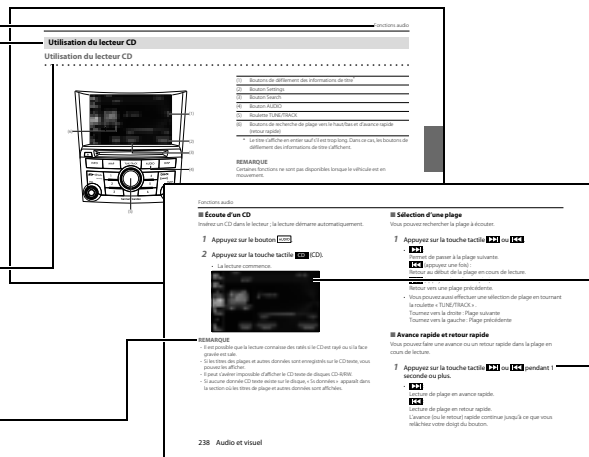 Fonctions audio
Utilisation du lecteur CD
Utilisation du lecteur CD
(1) Boutons de défilement des informations de titre*
(2) Bouton Settings
(3) Bouton Search
(4) Bouton AUDIO
(5) Roulette TUNE/TRACK
(6) Boutons de recherche de plage vers le haut/bas et d'avance rapide
(retour rapide)
* Le titre s'affiche en entier sauf s'il est trop long. Dans ce cas, les boutons de
défilement des informations de titre s'affichent.
REMARQUE
Certaines fonctions ne sont pas disponibles lorsque le véhicule est en
mouvement.
(1)
(2)
(3)
(4)
(5)
(6)
Fonctions audio
■ Écoute d'un CD
Insérez un CD dans le lecteur ; la lecture démarre automatiquement.
1 Appuyez sur le bouton AUDIO
2 Appuyez sur la touche tactile CD (CD).
• La lecture commence.
REMARQUE
- Il est possible que la lecture connaisse des ratés si le CD est rayé ou si la face
gravée est sale.
- Si les titres des plages et autres données sont enregistrés sur le CD texte, vous
pouvez les afficher.
- Il peut s'avérer impossible d'afficher le CD texte de disques CD-R/RW.
- Si aucune donnée CD texte existe sur le disque, « Sa données » apparaît dans
la section où les titres de plage et autres données sont affichées.
■ Sélection d'une plage
Vous pouvez rechercher la plage à écouter.
1 Appuyez sur la touche tactile ou
Permet de passer à la plage suivante.
(appuyez une fois) :
Retour au début de la plage en cours de lecture.
Retour vers une plage précédente.
• Vous pouvez aussi effectuer une sélection de plage en tournant
la roulette « TUNE/TRACK ».
Tournez vers la droite : Plage suivante
Tournez vers la gauche : Plage précédente
■ Avance rapide et retour rapide
Vous pouvez faire une avance ou un retour rapide dans la plage en
cours de lecture.
1 Appuyez sur la touche tactile ou pendant 1
seconde ou plus.
Lecture de plage en avance rapide.
Lecture de plage en retour rapide.
L'avance (ou le retour) rapide continue jusqu'à ce que vous
relâchiez votre doigt du bouton.
238 Audio et visuel